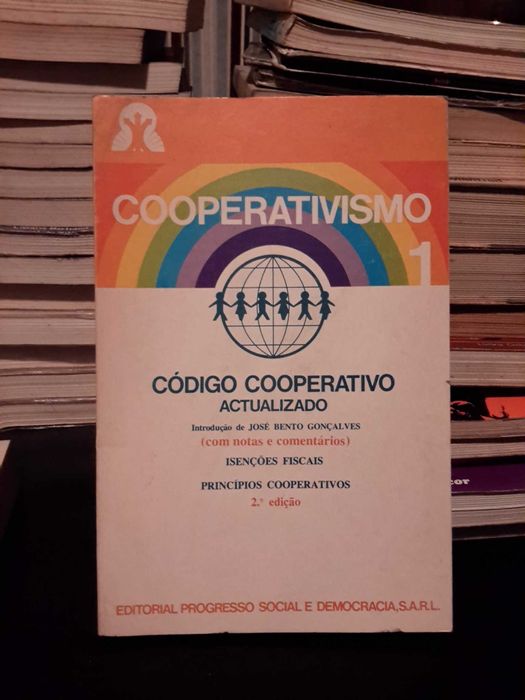 COOPERATIVISMO
1
CÓDIGO COOPERATIVO
ACTUALIZADO
Introdução de JOSÉ BENTO GONÇALVES
(com notas e comentários)
ISENÇÕES FISCAIS
PRINCÍPIOS COOPERATIVOS
2.ª edição
EDITORIAL PROGRESSO SOCIAL E DEMOCRACIA, S.A.R.L.